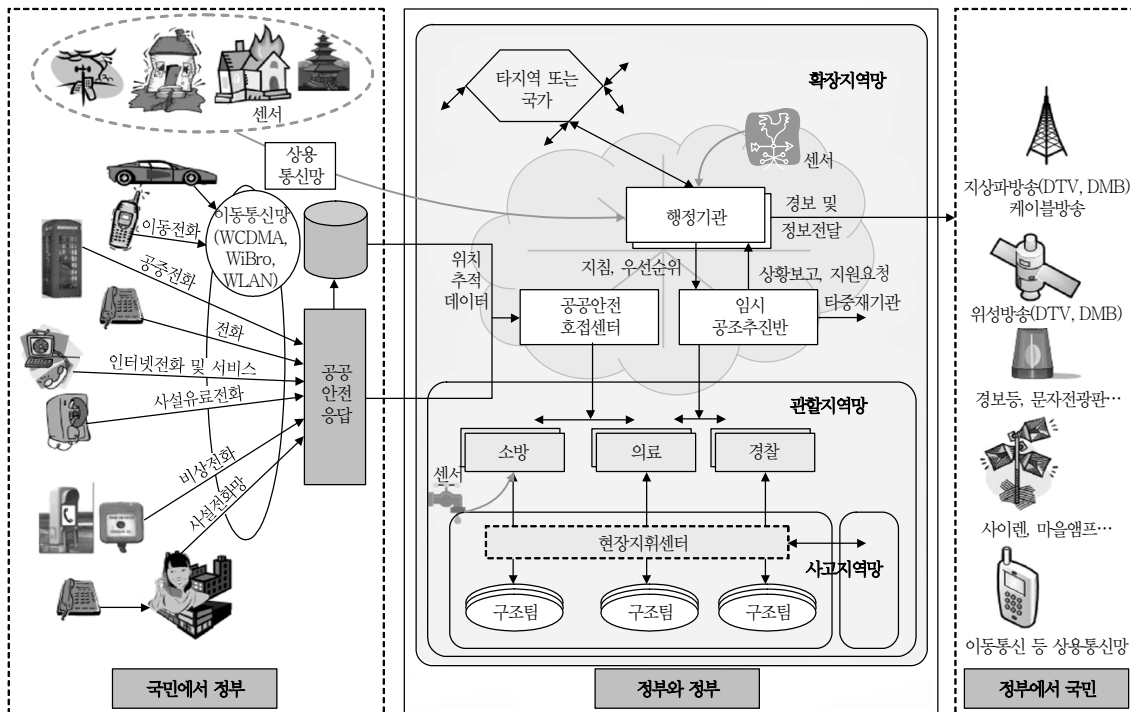 센서
상용
통신망
이동통신망
(WCDMA,
WiBro,
WLAN)
이동전화
공중전화
전화
인터넷전화 및 서비스
사설유료전화
비상전화
사설전화망
공공
안전
응답
국민에서 정부
위치
추적
데이터
확장지역망
타지역 또는
국가
센서
행정기관
경보 및
정보전달
지침, 우선순위
상황보고, 지원요청
공공안전
호접센터
임시
공조추진반
타중재기관
관할지역망
소방
의료
경찰
센서
현장지휘센터
사고지역망
구조팀
구조팀
구조팀
정부와 정부
지상파방송(DTV, DMB)
케이블방송
위성방송(DTV, DMB)
경보등, 문자전광판…
사이렌, 마을앰프…
이동통신 등 상용통신망
정부에서 국민